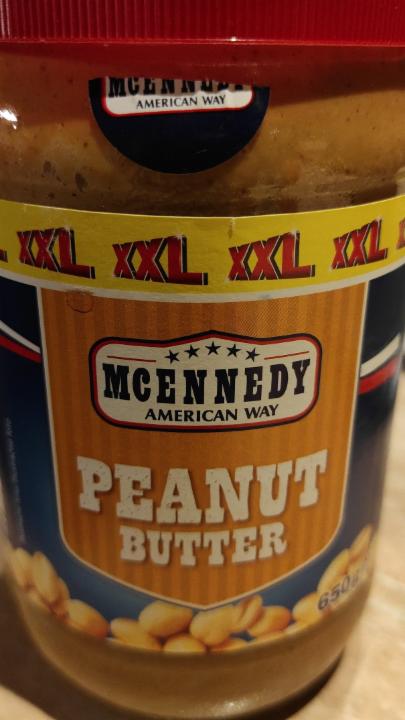 MCENNEDY
AMERICAN WAY
XXL XXL XXL XXL
MCENNEDY
AMERICAN WAY
PEANUT
BUTTER
650g